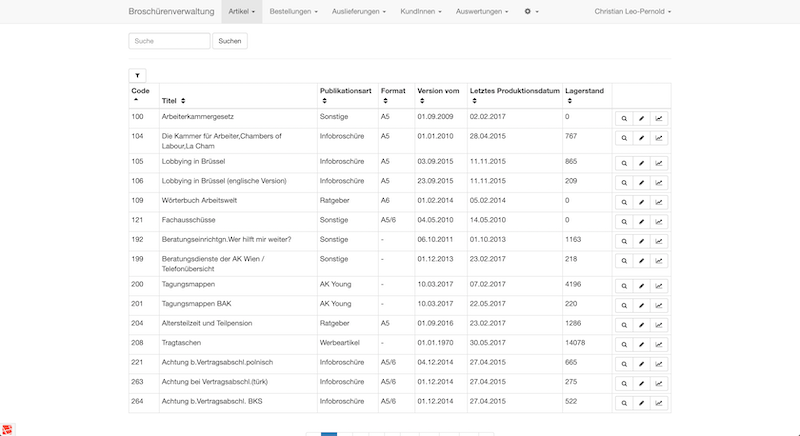 Broschürenverwaltung Artikel Bestellungen Auslieferungen KundInnen Auswertungen Christian Leo-Pernold
Suche Suchen
Code Titel Publikationsart Format Version vom Letztes Produktionsdatum Lagerstand
100 Arbeiterkammergesetz Sonstige A5 01.09.2009 02.02.2017 0
104 Die Kammer für Arbeiter,Chambers of Infobroschüre A5 01.01.2010 28.04.2015 767
Labour,La Cham
105 Lobbying in Brüssel Infobroschüre A5 03.09.2015 11.11.2015 865
106 Lobbying in Brüssel (englische Version) Infobroschüre A5 23.09.2015 11.11.2015 209
109 Wörterbuch Arbeitswelt Ratgeber A6 01.02.2014 05.02.2014 0
121 Fachausschüsse Sonstige A5/6 04.05.2010 14.05.2010 0
192 Beratungseinrichtgn.Wer hilft mir weiter? Sonstige - 06.10.2011 01.10.2013 1163
199 Beratungsdienste der AK Wien / Sonstige - 01.12.2013 23.02.2017 218
Telefonübersicht
200 Tagungsmappen AK Young - 10.03.2017 07.02.2017 4196
201 Tagungsmappen BAK AK Young - 10.03.2017 22.05.2017 220
204 Altersteilzeit und Teilpension Ratgeber A5 01.09.2016 23.02.2017 1286
208 Tragtaschen Werbeartikel - 01.01.1970 30.05.2017 14078
221 Achtung b.Vertragsabschl.polnisch Infobroschüre A5/6 04.12.2014 27.04.2015 665
263 Achtung bei Vertragsabschl.(türk) Infobroschüre A5/6 01.12.2014 27.04.2015 275
264 Achtung b.Vertragsabschl. BKS Infobroschüre A5/6 01.12.2014 27.04.2015 522